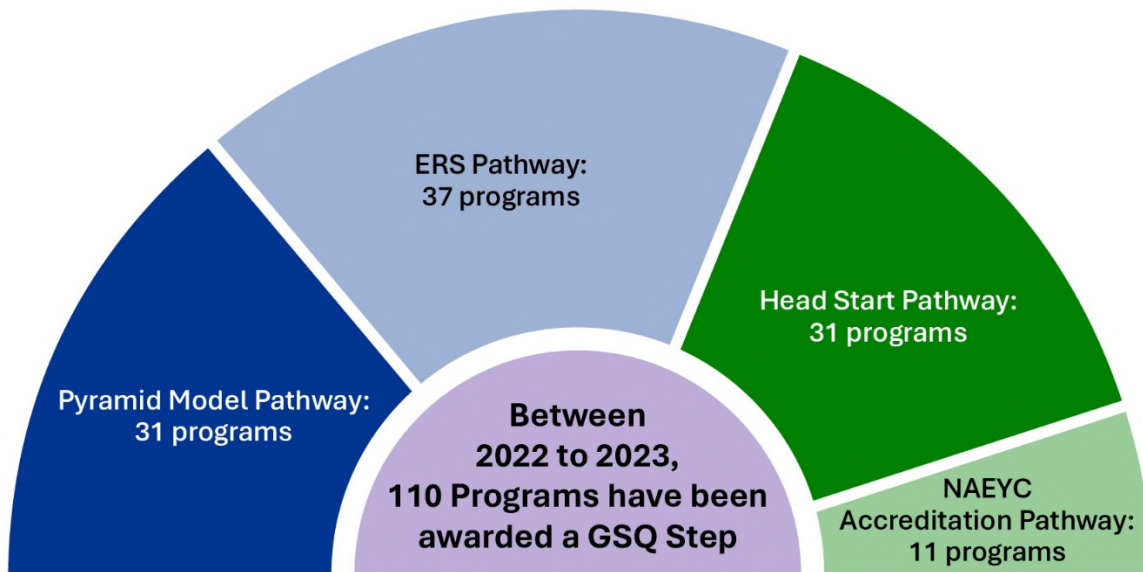 ERS Pathway:
37 programs
Head Start Pathway:
31 programs
Pyramid Model Pathway:
31 programs
Between
2022 to 2023,
110 Programs have been
awarded a GSQ Step
NAEYC
Accreditation Pathway:
11 programs